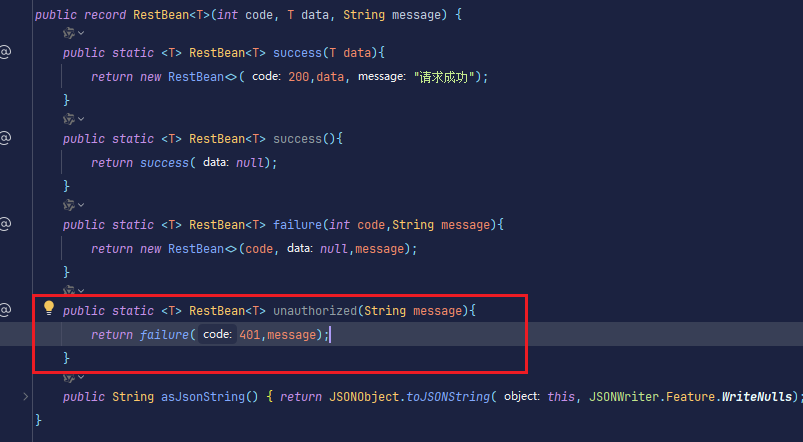 public record RestBean<T>(int code, T data, String message) {
public static <T> RestBean<T> success(T data){
return new RestBean<>( code: 200,data, message: "请求成功");
}
public static <T> RestBean<T> success(){
return success( data: null);
}
public static <T> RestBean<T> failure(int code,String message){
return new RestBean<>(code, data: null,message);
}
public static <T> RestBean<T> unauthorized(String message){
return failure( code: 401,message);
}
public String asJsonString() { return JSONObject.toJSONString( object: this, JSONWriter.Feature.WriteNulls);
}